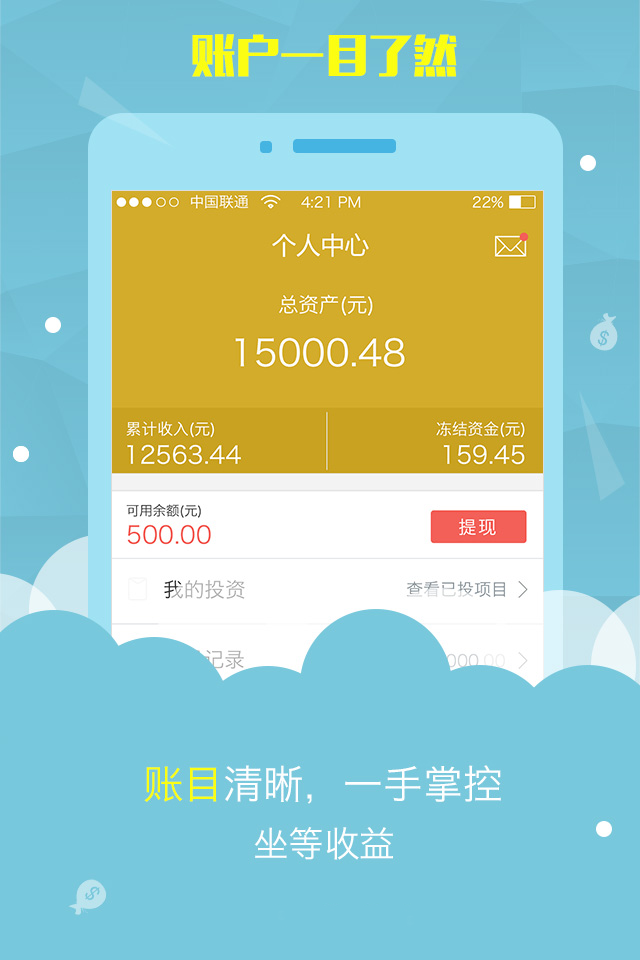 账户一目了然
中国联通 4:21 PM 22%
个人中心
总资产(元)
15000.48
累计收入(元) 冻结资金(元)
12563.44 159.45
可用余额(元)
500.00
提现
我的投资 查看已投项目
记录 000.00
账目清晰，一手掌控
坐等收益